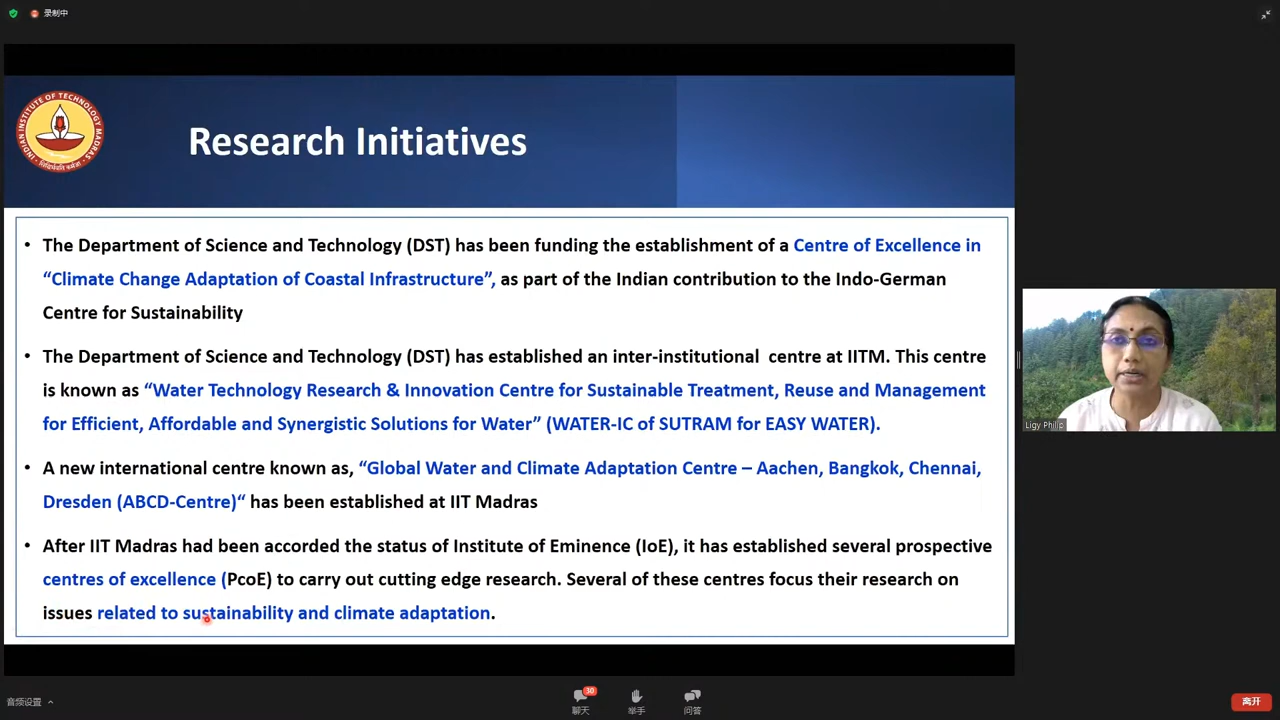 录制中
INDIAN INSTITUTE OF TECHNOLOGY MADRAS
Research Initiatives
• The Department of Science and Technology (DST) has been funding the establishment of a Centre of Excellence in
“Climate Change Adaptation of Coastal Infrastructure”, as part of the Indian contribution to the Indo-German
Centre for Sustainability
• The Department of Science and Technology (DST) has established an inter-institutional centre at IITM. This centre
is known as “Water Technology Research & Innovation Centre for Sustainable Treatment, Reuse and Management
for Efficient, Affordable and Synergistic Solutions for Water” (WATER-IC of SUTRAM for EASY WATER).
• A new international centre known as, “Global Water and Climate Adaptation Centre – Aachen, Bangkok, Chennai,
Dresden (ABCD-Centre)“ has been established at IIT Madras
• After IIT Madras had been accorded the status of Institute of Eminence (IoE), it has established several prospective
centres of excellence (PcoE) to carry out cutting edge research. Several of these centres focus their research on
issues related to sustainability and climate adaptation.
Ligy Philip
音频设置
30
聊天
举手
问答
离开